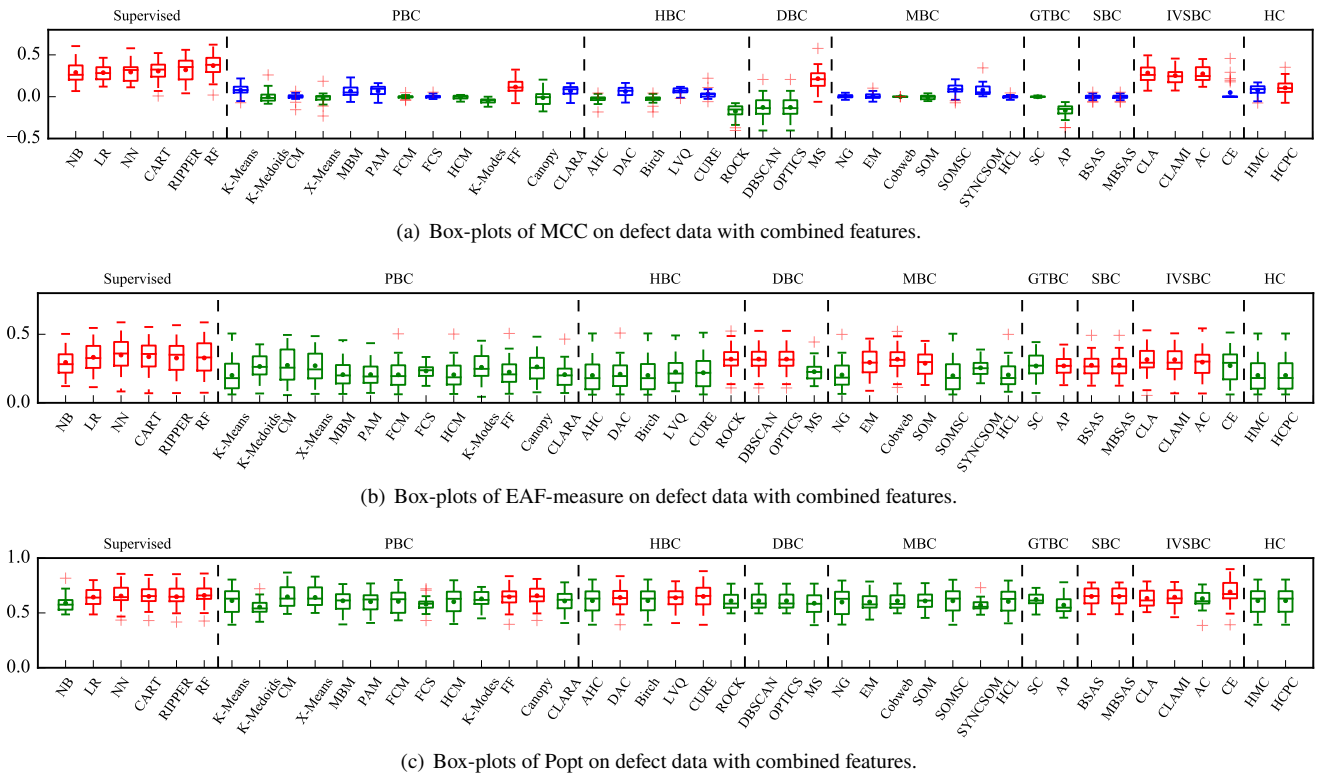 Supervised PBC HBC DBC MBC GTBC SBC IVSBC HC
0.5
0.0
−0.5
NB LR NN CART RIPPER RF K-Means K-Medoids CM X-Means MBM PAM FCM FCS HCM K-Modes FF Canopy CLARA AHC DAC Birch LVQ CURE ROCK DBSCAN OPTICS MS NG EM Cobweb SOM SOMSC SYNCSOM HCL SC AP BSAS MBSAS CLA CLAMI AC CE HMC HCPC
(a) Box-plots of MCC on defect data with combined features.
Supervised PBC HBC DBC MBC GTBC SBC IVSBC HC
0.5
0.0
NB LR NN CART RIPPER RF K-Means K-Medoids CM X-Means MBM PAM FCM FCS HCM K-Modes FF Canopy CLARA AHC DAC Birch LVQ CURE ROCK DBSCAN OPTICS MS NG EM Cobweb SOM SOMSC SYNCSOM HCL SC AP BSAS MBSAS CLA CLAMI AC CE HMC HCPC
(b) Box-plots of EAF-measure on defect data with combined features.
Supervised PBC HBC DBC MBC GTBC SBC IVSBC HC
1.0
0.5
0.0
NB LR NN CART RIPPER RF K-Means K-Medoids CM X-Means MBM PAM FCM FCS HCM K-Modes FF Canopy CLARA AHC DAC Birch LVQ CURE ROCK DBSCAN OPTICS MS NG EM Cobweb SOM SOMSC SYNCSOM HCL SC AP BSAS MBSAS CLA CLAMI AC CE HMC HCPC
(c) Box-plots of Popt on defect data with combined features.